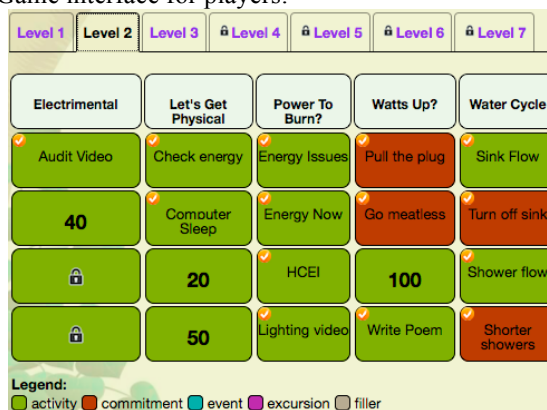 Game interface for players.
Level 1 Level 2 Level 3 Level 4 Level 5 Level 6 Level 7
Electrimental Let's Get Physical Power To Burn? Watts Up? Water Cycle
Audit Video Check energy Energy Issues Pull the plug Sink Flow
40 Computer Sleep Energy Now Go meatless Turn off sink
20 HCEI 100 Shower flow
50 Lighting video Write Poem Shorter showers
Legend:
activity commitment event excursion filler